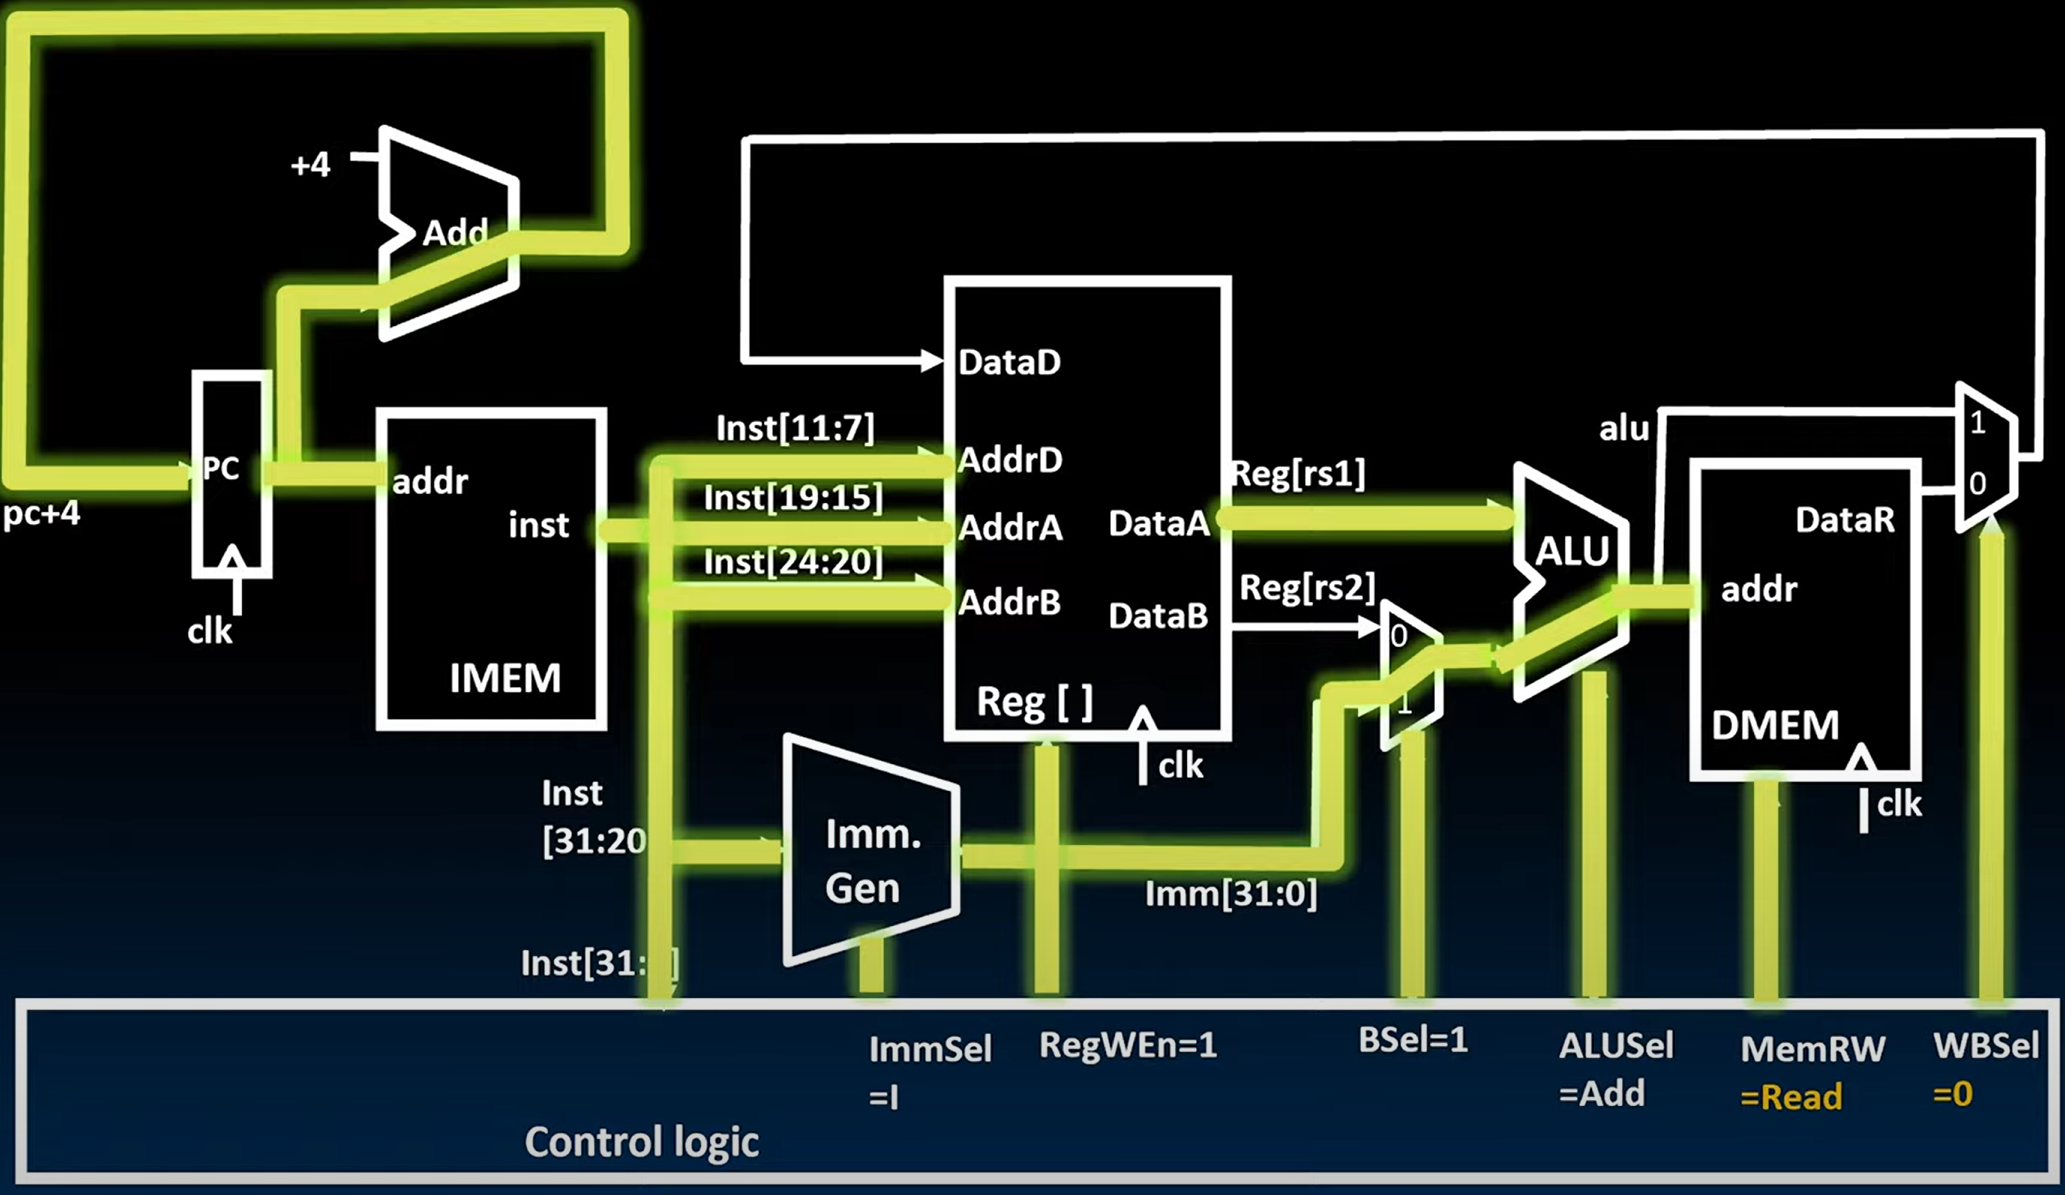 +4
Add
PC
pc+4
clk
addr
inst
IMEM
Inst[11:7]
Inst[19:15]
Inst[24:20]
DataD
AddrD
AddrA
AddrB
DataA
DataB
Reg [ ]
clk
Reg[rs1]
Reg[rs2]
0
1
ALU
alu
addr
DataR
DMEM
clk
1
0
Inst
[31:20
Imm.
Gen
Imm[31:0]
Inst[31: ]
ImmSel
=I
RegWEn=1
BSel=1
ALUSel
=Add
MemRW
=Read
WBSel
=0
Control logic